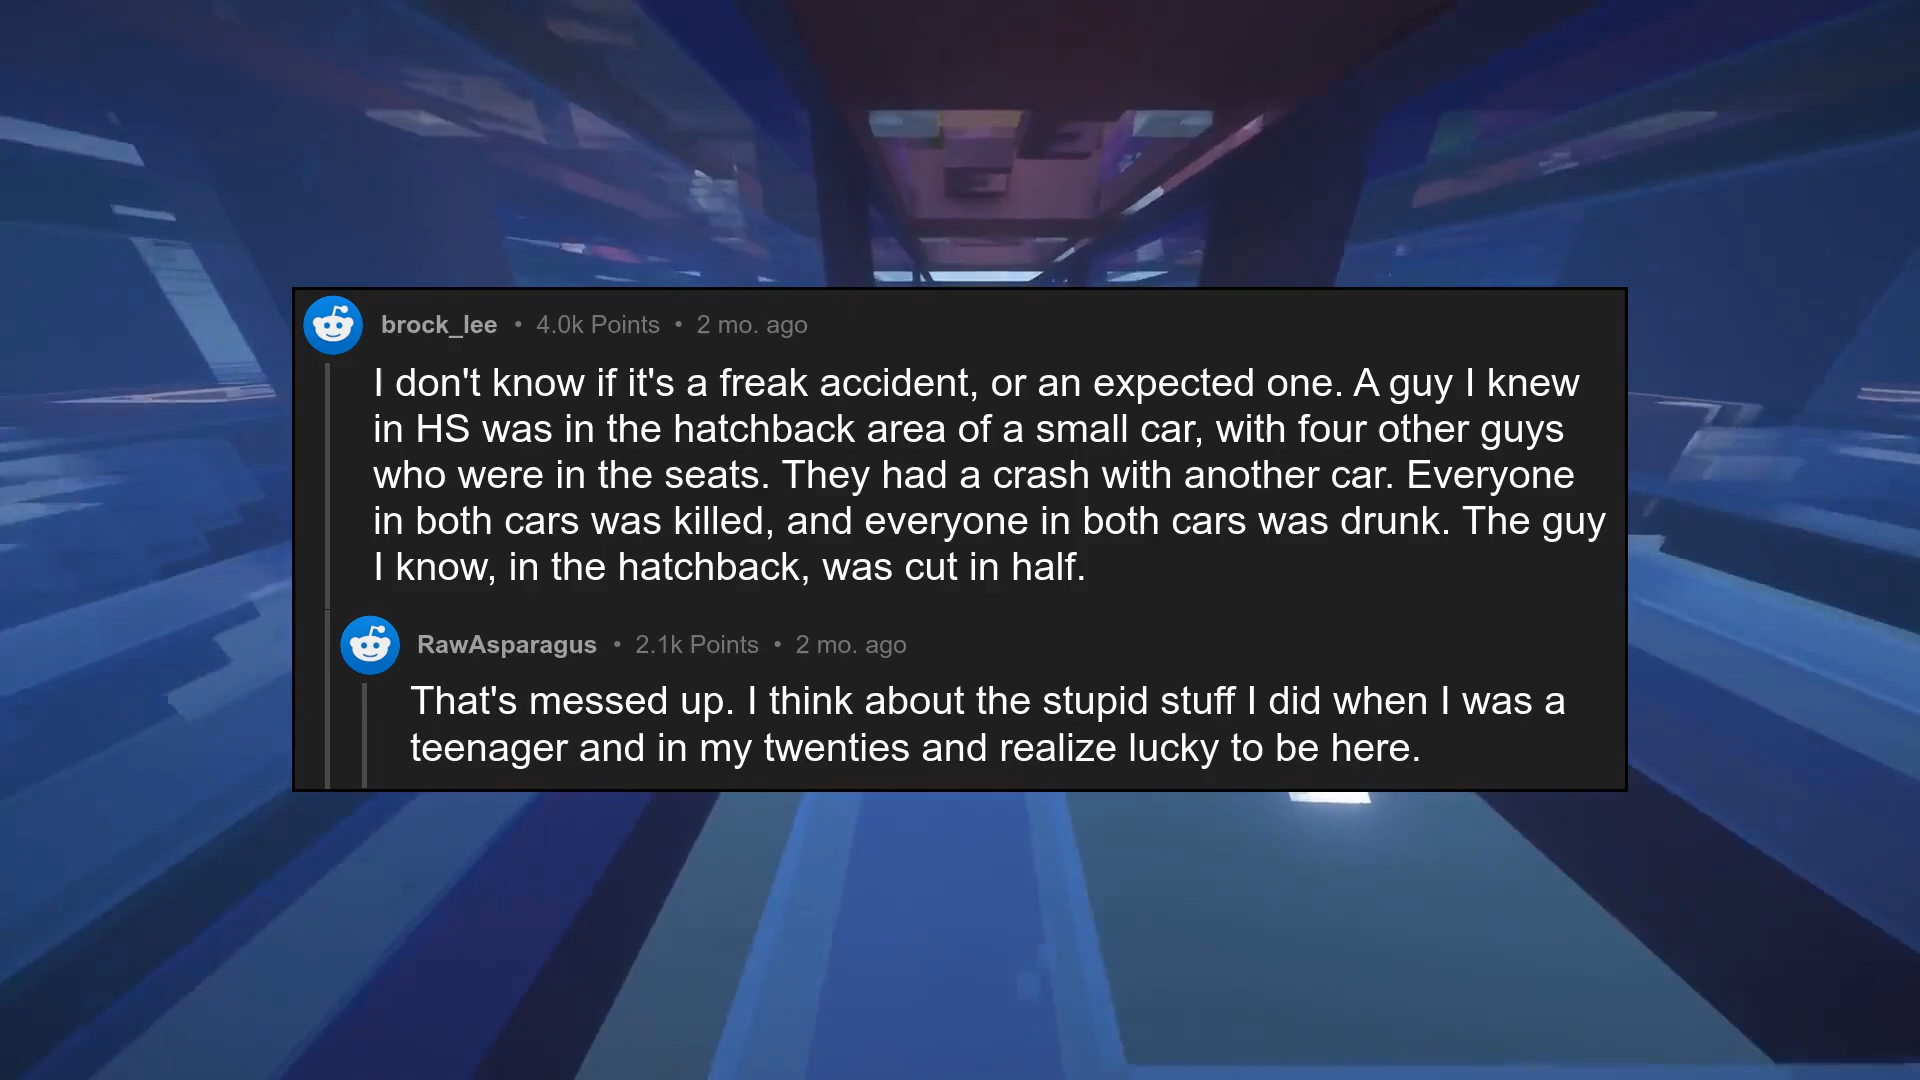 brock_lee • 4.0k Points • 2 mo. ago
I don't know if it's a freak accident, or an expected one. A guy I knew
in HS was in the hatchback area of a small car, with four other guys
who were in the seats. They had a crash with another car. Everyone
in both cars was killed, and everyone in both cars was drunk. The guy
I know, in the hatchback, was cut in half.
RawAsparagus • 2.1k Points • 2 mo. ago
That's messed up. I think about the stupid stuff I did when I was a
teenager and in my twenties and realize lucky to be here.